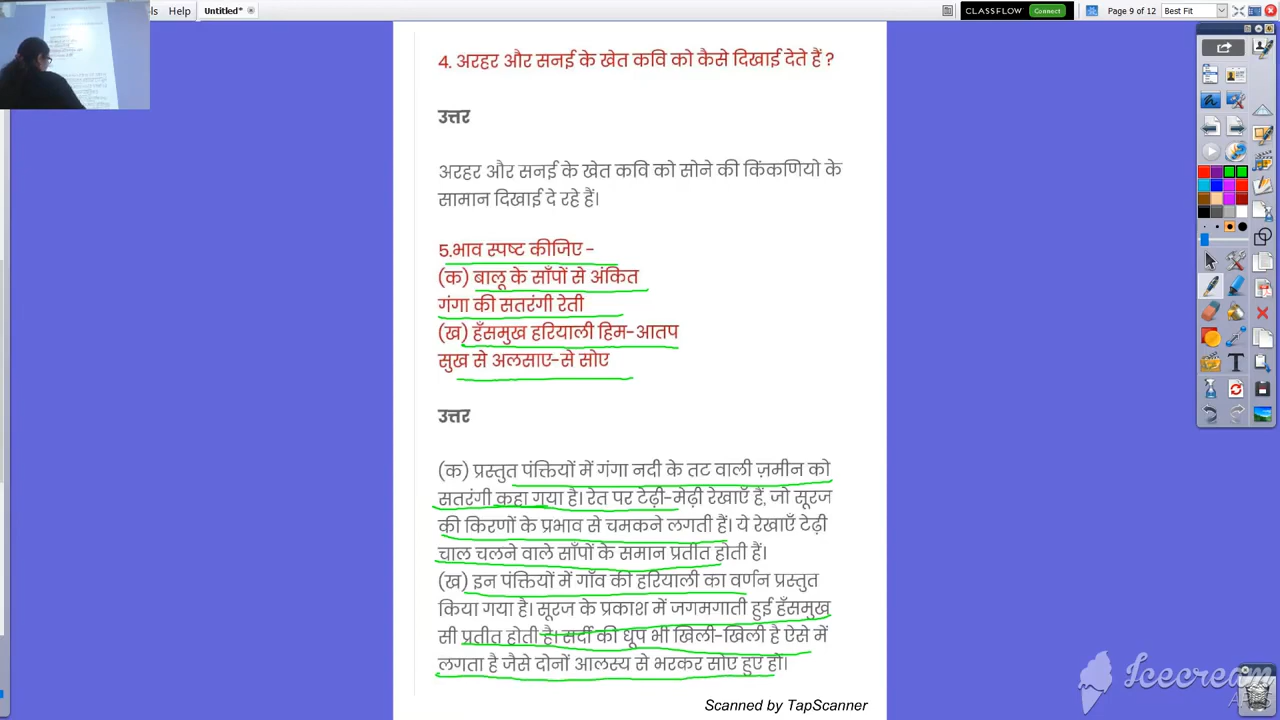 ols Help Untitled* CLASSFLOW Connect Page 9 of 12 Best Fit
4. अरहर और सनई के खेत कवि को कैसे दिखाई देते हैं ?
उत्तर
अरहर और सनई के खेत कवि को सोने की किंकणियो के
सामान दिखाई दे रहे हैं।
5.भाव स्पष्ट कीजिए -
(क) बालू के साँपों से अंकित
गंगा की सतरंगी रेती
(ख) हँसमुख हरियाली हिम-आतप
सुख से अलसाए-से सोए
उत्तर
(क) प्रस्तुत पंक्तियों में गंगा नदी के तट वाली ज़मीन को
सतरंगी कहा गया है। रेत पर टेढ़ी-मेढ़ी रेखाएँ हैं, जो सूरज
की किरणों के प्रभाव से चमकने लगती हैं। ये रेखाएँ टेढ़ी
चाल चलने वाले साँपों के समान प्रतीत होती हैं।
(ख) इन पंक्तियों में गाँव की हरियाली का वर्णन प्रस्तुत
किया गया है। सूरज के प्रकाश में जगमगाती हुई हँसमुख
सी प्रतीत होती है। सर्दी की धूप भी खिली-खिली है ऐसे में
लगता है जैसे दोनों आलस्य से भरकर सोए हुए हो।
Icecream
APPS
Scanned by TapScanner